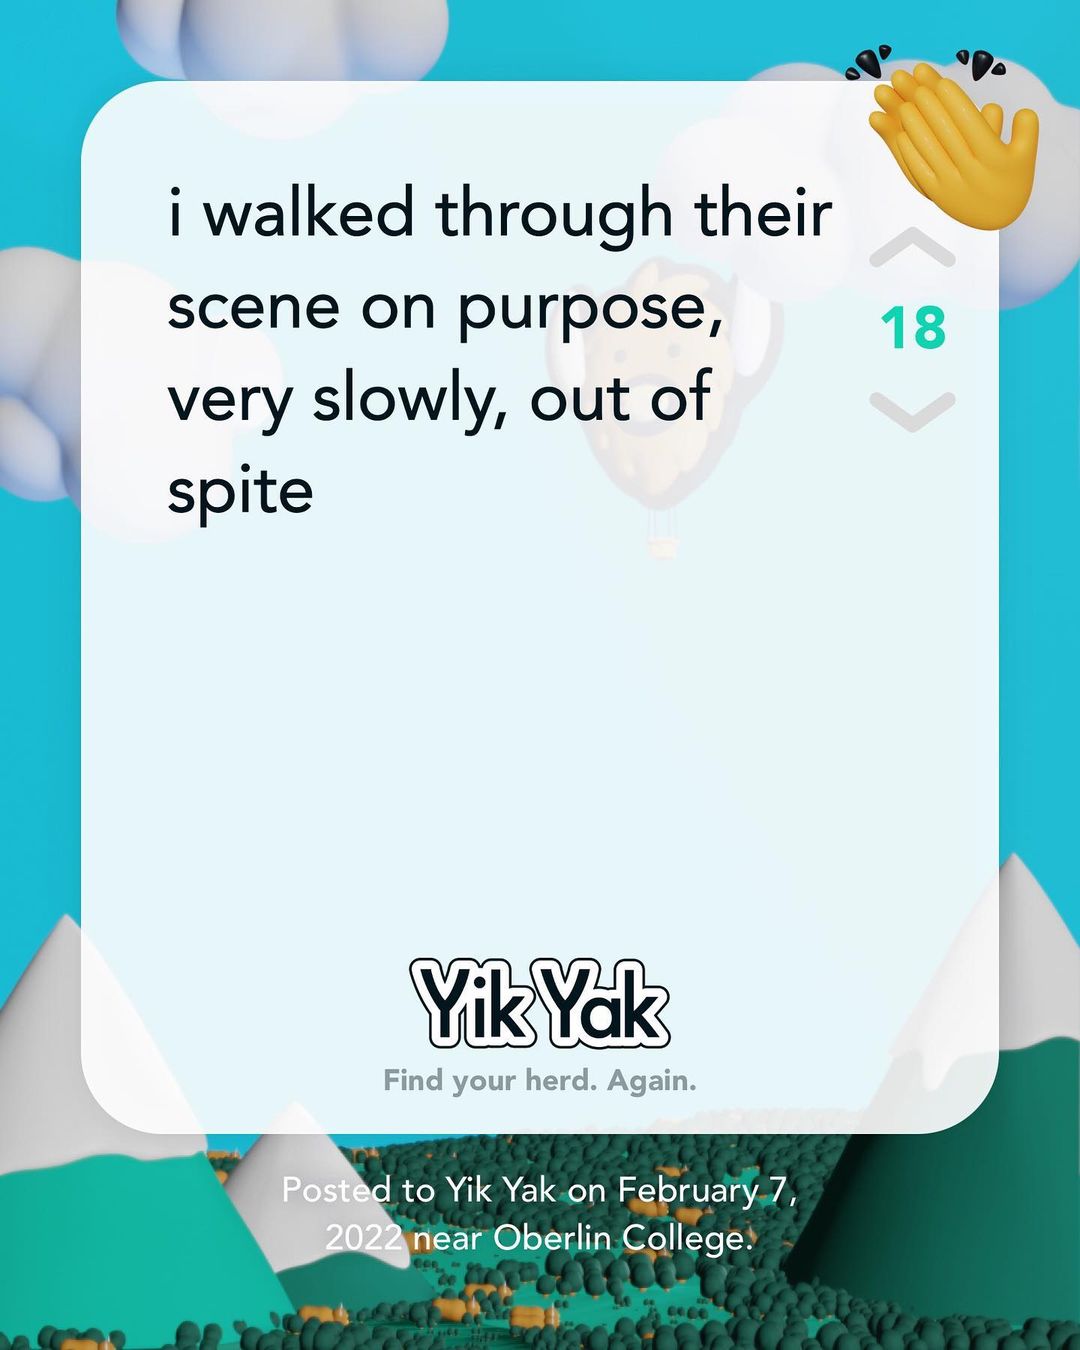 i walked through their
scene on purpose,
very slowly, out of
spite
18
Yik Yak
Find your herd. Again.
Posted to Yik Yak on February 7,
2022 near Oberlin College.